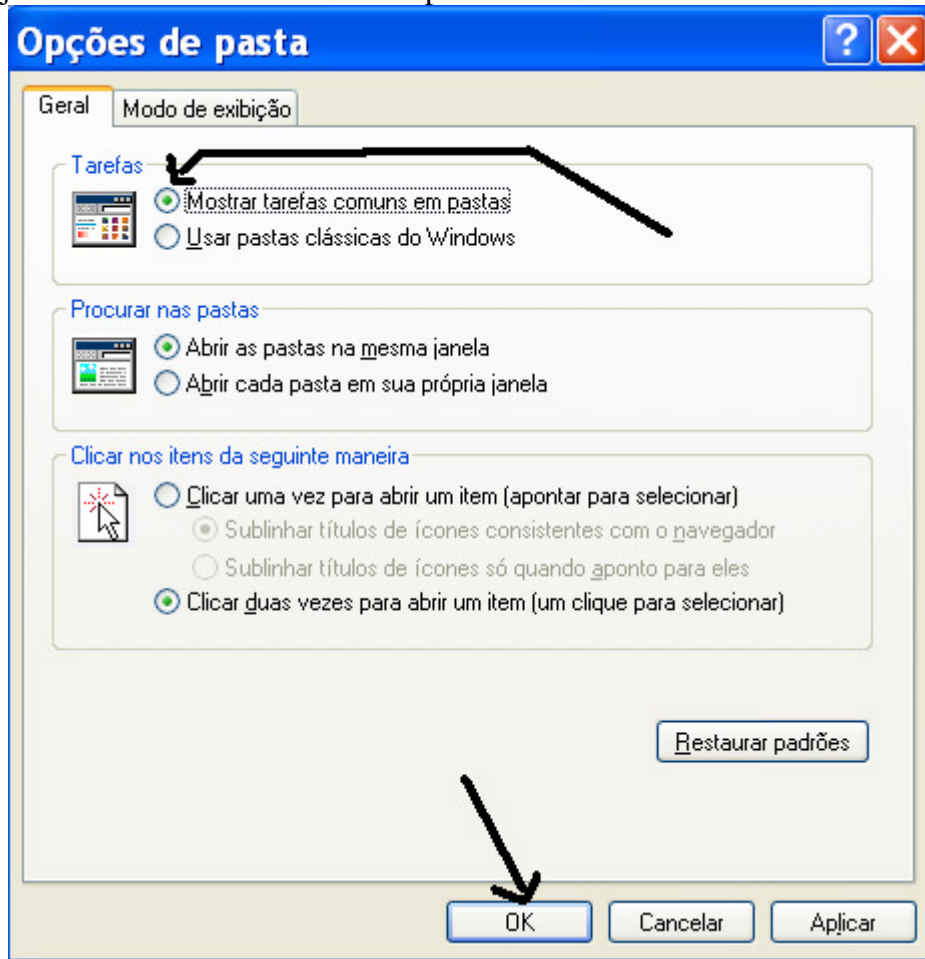 Opções de pasta
Geral
Modo de exibição
Tarefas
Mostrar tarefas comuns em pastas
Usar pastas clássicas do Windows
Procurar nas pastas
Abrir as pastas na mesma janela
Abrir cada pasta em sua própria janela
Clicar nos itens da seguinte maneira
Clicar uma vez para abrir um item (apontar para selecionar)
Sublinhar títulos de ícones consistentes com o navegador
Sublinhar títulos de ícones só quando aponto para eles
Clicar duas vezes para abrir um item (um clique para selecionar)
Restaurar padrões
OK
Cancelar
Aplicar